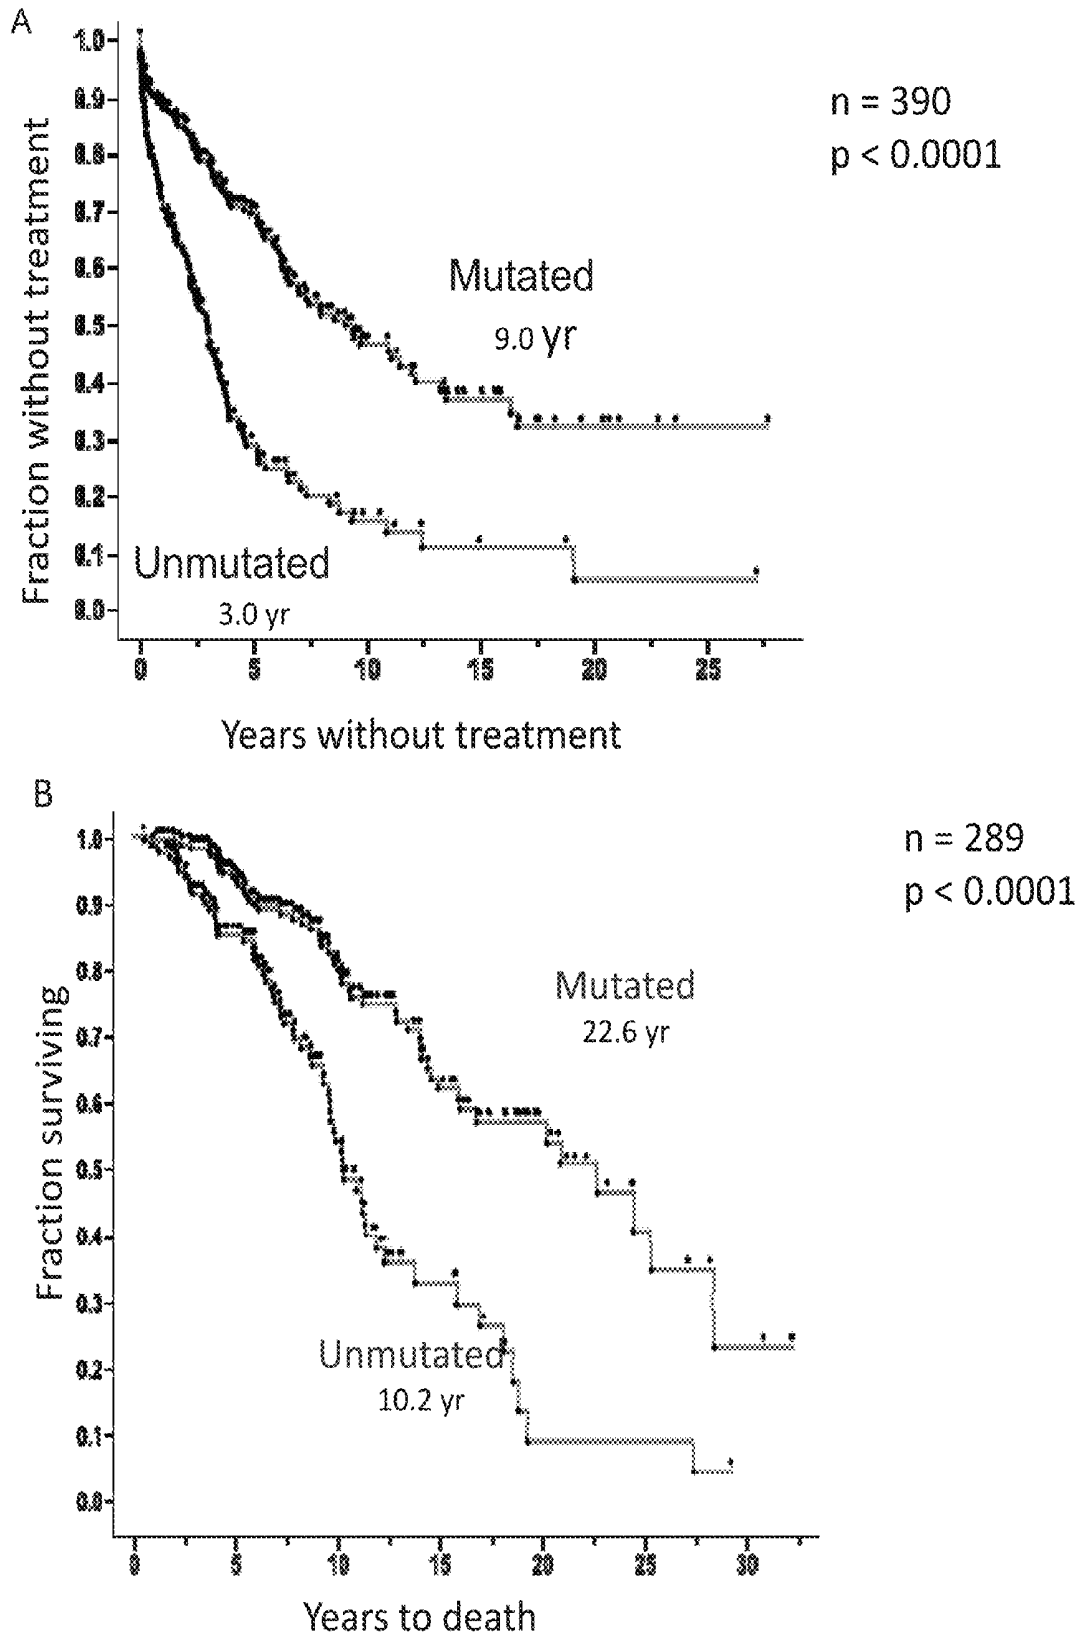 A
1.0
0.9
0.8
0.7
0.6
0.5
0.4
0.3
0.2
0.1
0.0
Fraction without treatment
n = 390
p < 0.0001
Mutated
9.0 yr
Unmutated
3.0 yr
0 5 10 15 20 25
Years without treatment
B
1.0
0.9
0.8
0.7
0.6
0.5
0.4
0.3
0.2
0.1
0.0
Fraction surviving
n = 289
p < 0.0001
Mutated
22.6 yr
Unmutated
10.2 yr
0 5 10 15 20 25 30
Years to death